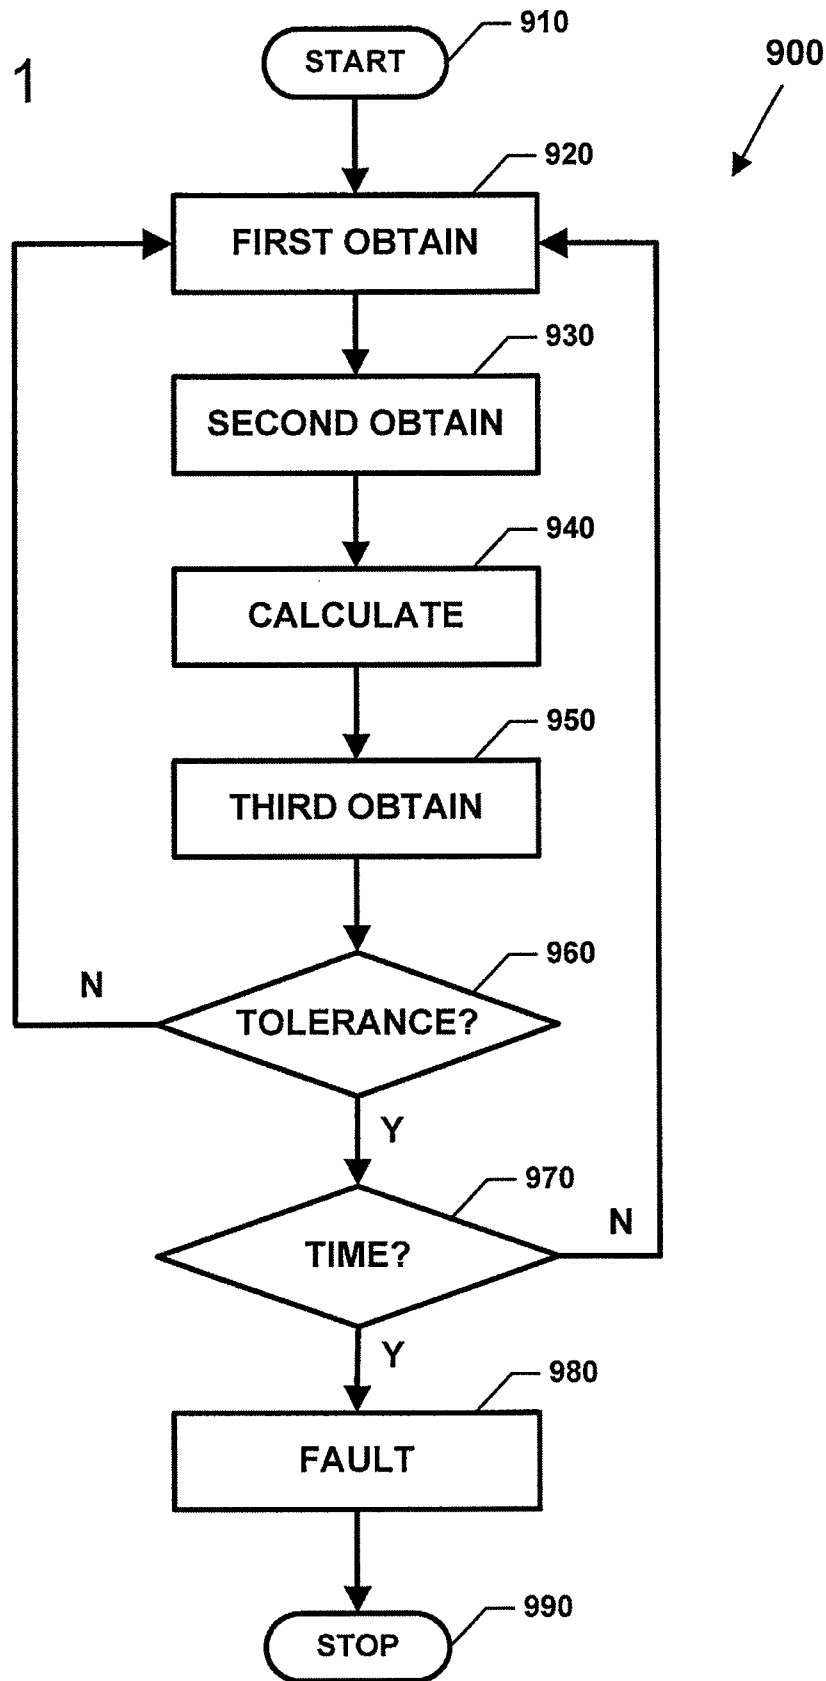 910
START
1
900
920
FIRST OBTAIN
930
SECOND OBTAIN
940
CALCULATE
950
THIRD OBTAIN
960
N
TOLERANCE?
Y
970
N
TIME?
Y
980
FAULT
990
STOP